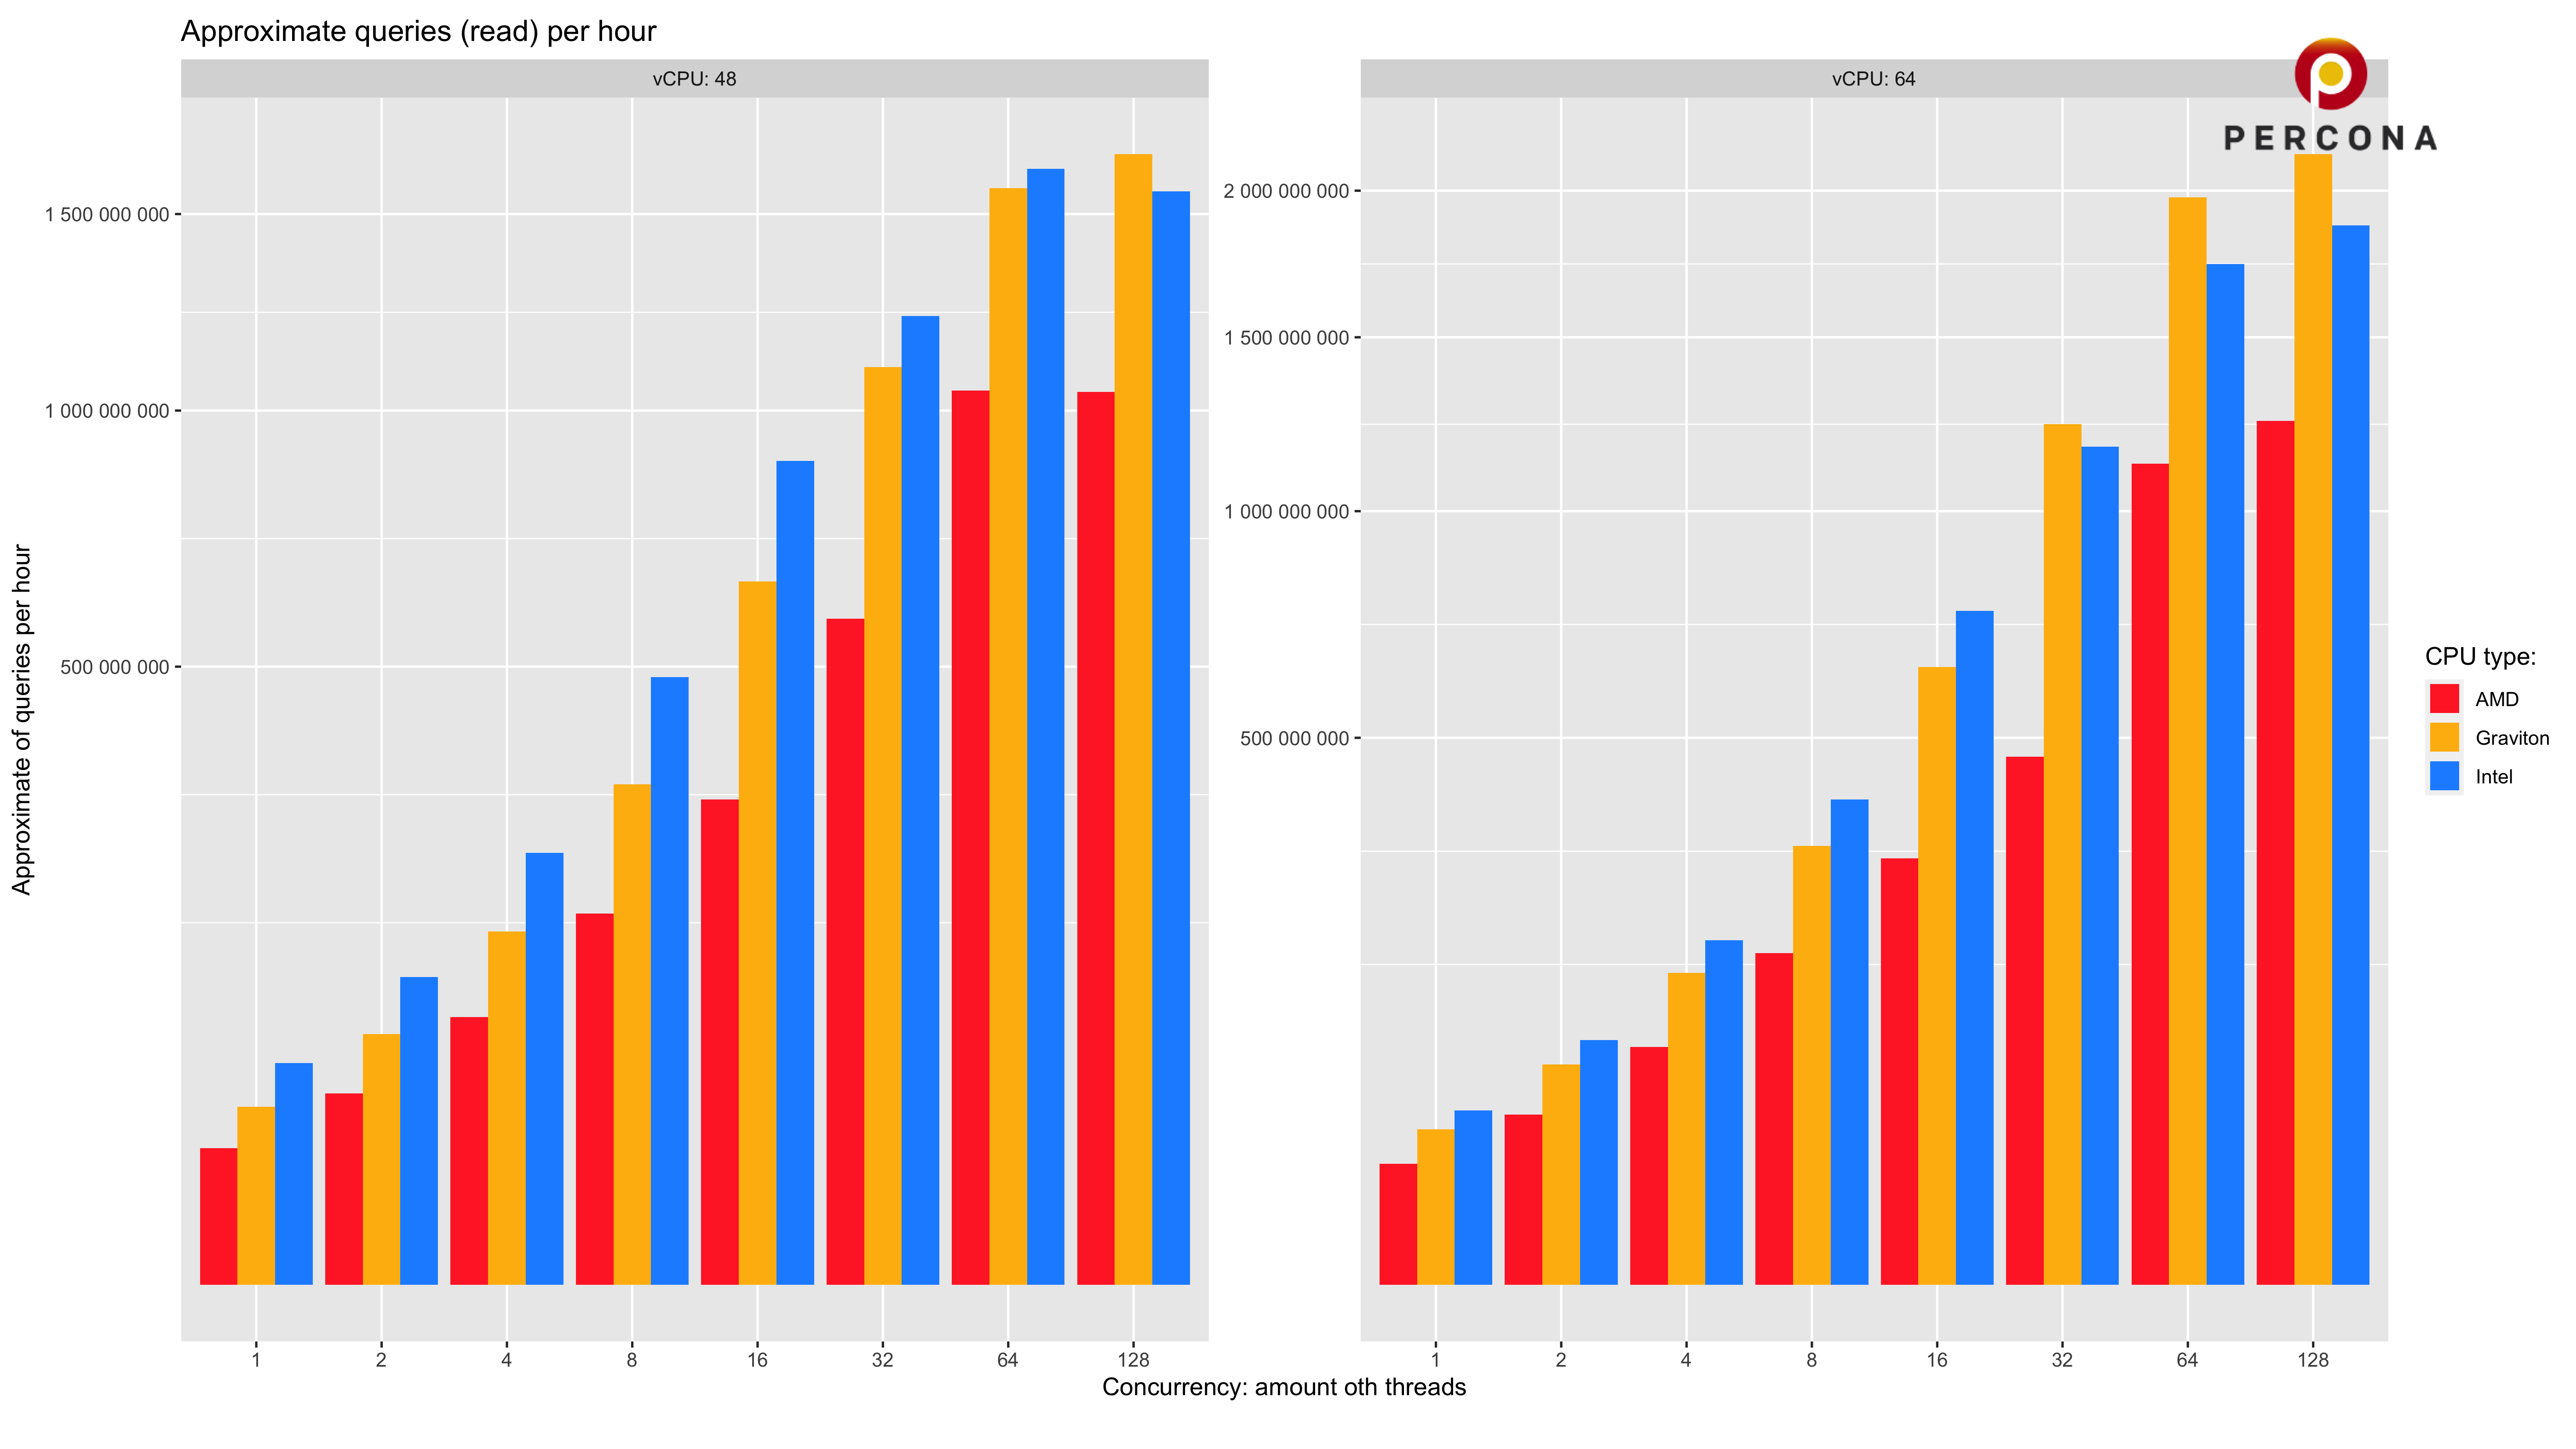 Approximate queries (read) per hour
PERCONA
vCPU: 48
vCPU: 64
Approximate of queries per hour
1 500 000 000
1 000 000 000
500 000 000
2 000 000 000
1 500 000 000
1 000 000 000
500 000 000
1 2 4 8 16 32 64 128
1 2 4 8 16 32 64 128
Concurrency: amount oth threads
CPU type:
AMD
Graviton
Intel